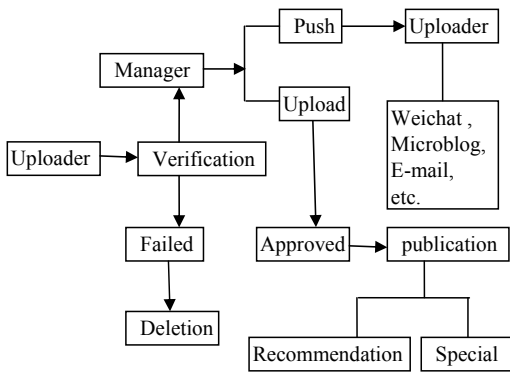 Push
Uploader
Manager
Upload
Weichat ,
Microblog,
E-mail,
etc.
Uploader
Verification
Failed
Approved
publication
Deletion
Recommendation
Special